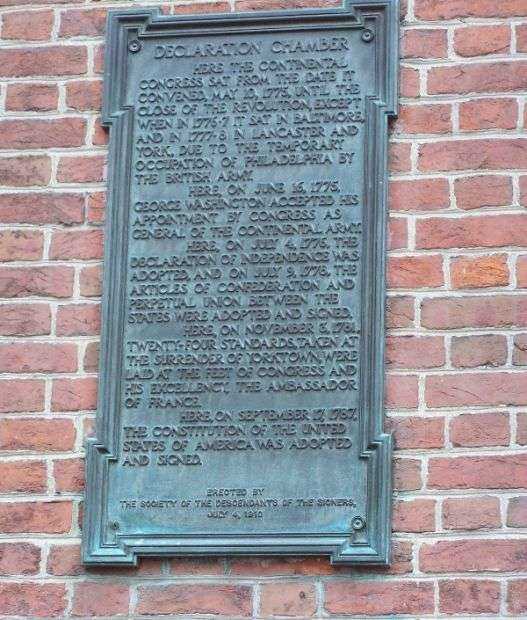 DECLARATION CHAMBER
HERE THE CONTINENTAL
CONGRESS SAT FROM THE DATE IT
CONVENED, MAY 10, 1775, UNTIL THE
CLOSE OF THE REVOLUTION, EXCEPT
WHEN IN 1776-7 IT SAT IN BALTIMORE,
AND IN 1777-8 IN LANCASTER AND
YORK, DUE TO THE TEMPORARY
OCCUPATION OF PHILADELPHIA BY
THE BRITISH ARMY.
HERE, ON JUNE 16, 1775,
GEORGE WASHINGTON ACCEPTED HIS
APPOINTMENT BY CONGRESS AS
GENERAL OF THE CONTINENTAL ARMY.
HERE, ON JULY 4, 1776, THE
DECLARATION OF INDEPENDENCE WAS
ADOPTED, AND ON JULY 9, 1778, THE
ARTICLES OF CONFEDERATION AND
PERPETUAL UNION BETWEEN THE
STATES WERE ADOPTED AND SIGNED.
HERE, ON NOVEMBER 3, 1781,
TWENTY-FOUR STANDARDS, TAKEN AT
THE SURRENDER OF YORKTOWN, WERE
LAID AT THE FEET OF CONGRESS AND
HIS EXCELLENCY, THE AMBASSADOR
OF FRANCE.
HERE, ON SEPTEMBER 17, 1787,
THE CONSTITUTION OF THE UNITED
STATES OF AMERICA WAS ADOPTED
AND SIGNED.
ERECTED BY
THE SOCIETY OF THE DESCENDANTS OF THE SIGNERS,
JULY 4, 1910